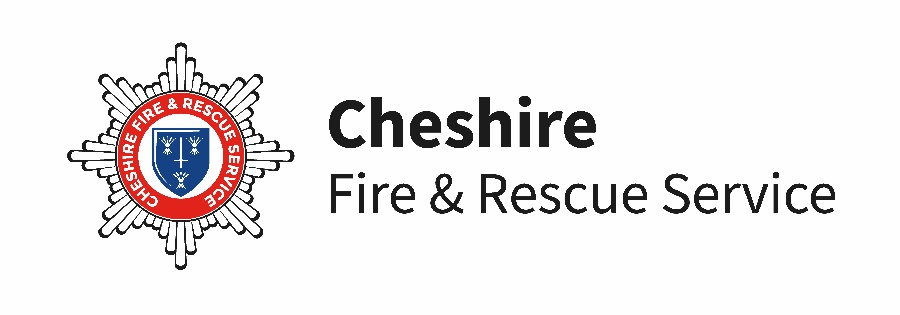 CHESHIRE FIRE & RESCUE SERVICE
Cheshire
Fire & Rescue Service